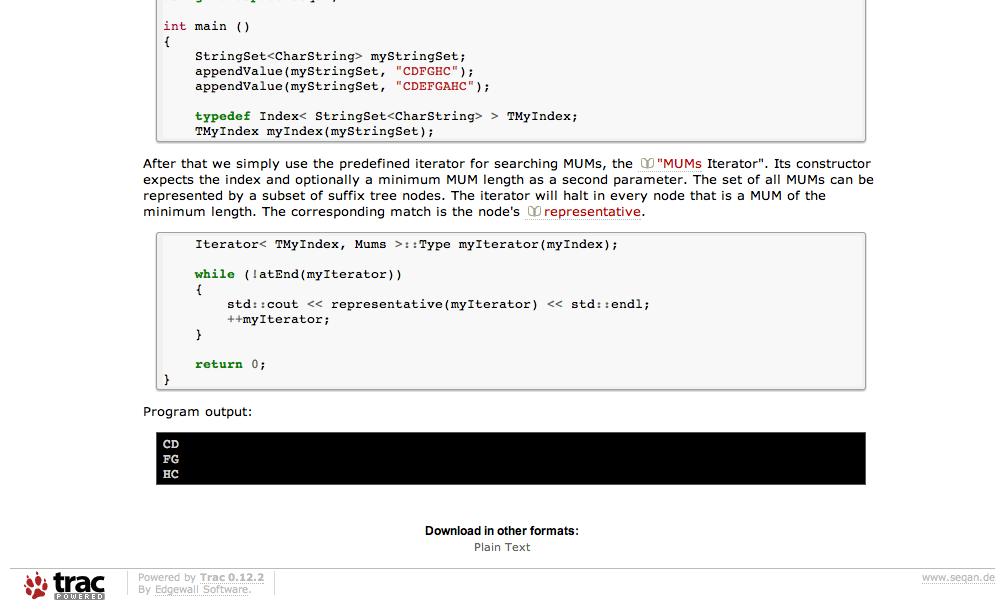 int main ()
{
StringSet<CharString> myStringSet;
appendValue(myStringSet, "CDFGHC");
appendValue(myStringSet, "CDEFGAHC");
typedef Index< StringSet<CharString> > TMyIndex;
TMyIndex myIndex(myStringSet);
After that we simply use the predefined iterator for searching MUMs, the "MUMs Iterator". Its constructor
expects the index and optionally a minimum MUM length as a second parameter. The set of all MUMs can be
represented by a subset of suffix tree nodes. The iterator will halt in every node that is a MUM of the
minimum length. The corresponding match is the node's representative.
Iterator< TMyIndex, Mums >::Type myIterator(myIndex);
while (!atEnd(myIterator))
{
std::cout << representative(myIterator) << std::endl;
++myIterator;
}
return 0;
}
Program output:
CD
FG
HC
Download in other formats:
Plain Text
trac
POWERED
Powered by Trac 0.12.2
By Edgewall Software.
www.seqan.de